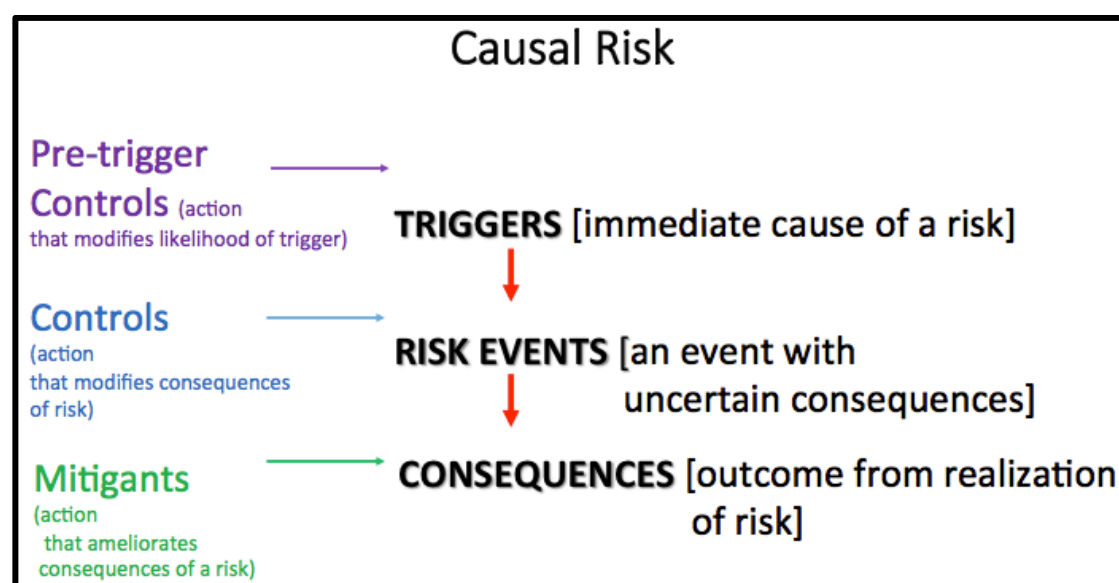 Causal Risk
Pre-trigger
Controls (action
that modifies likelihood of trigger)
TRIGGERS [immediate cause of a risk]
Controls
(action
that modifies consequences
of risk)
RISK EVENTS [an event with
uncertain consequences]
Mitigants
(action
that ameliorates
consequences of a risk)
CONSEQUENCES [outcome from realization
of risk]